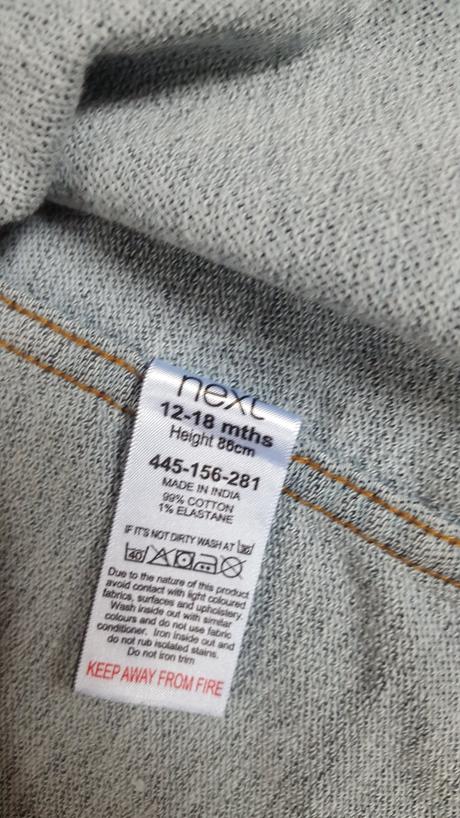 next
12-18 mths
Height 86cm
445-156-281
MADE IN INDIA
99% COTTON
1% ELASTANE
IF IT'S NOT DIRTY WASH AT 30
40
Due to the nature of this product
avoid contact with light coloured
fabrics, surfaces and upholstery.
Wash inside out with similar
colours and do not use fabric
conditioner. Iron inside out and
do not rub isolated stains.
Do not iron trim
KEEP AWAY FROM FIRE